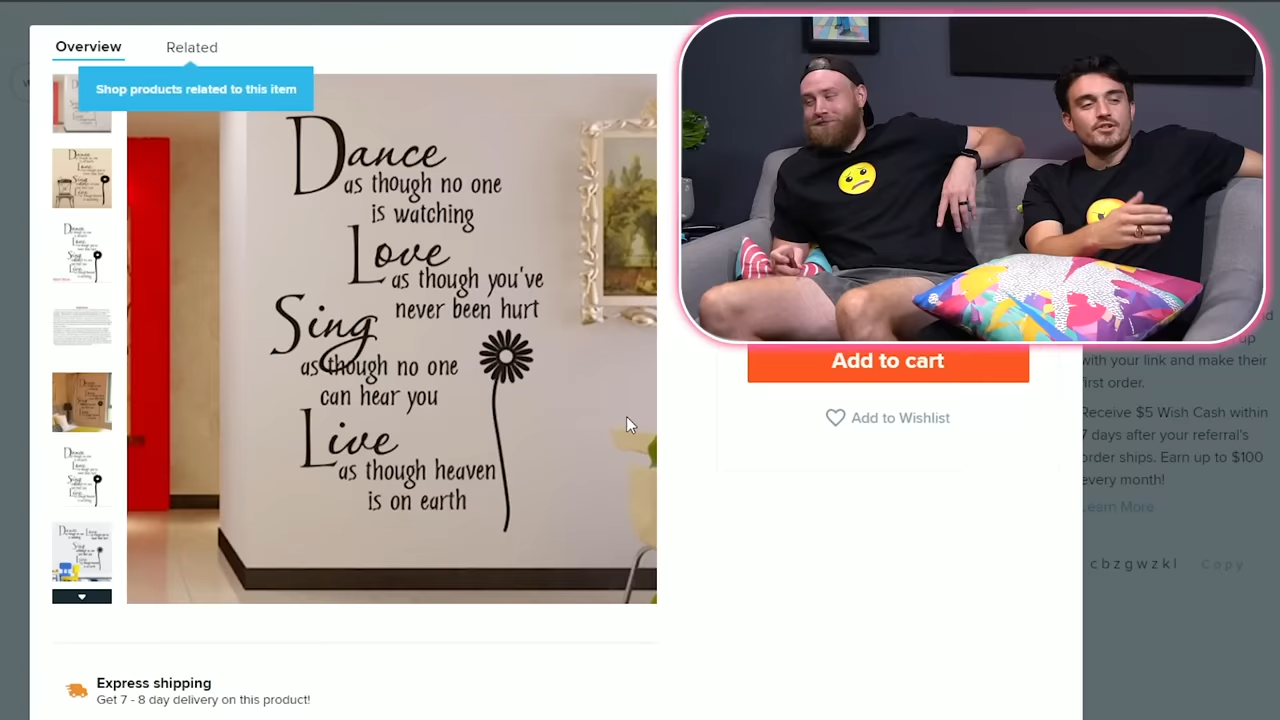 Overview
Related
Shop products related to this item
Dance
as though no one
is watching
Love
as though you've
never been hurt
Sing
as though no one
can hear you
Live
as though heaven
is on earth
Add to cart
Add to Wishlist
up
with your link and make their
first order.
Receive $5 Wish Cash within
7 days after your referral's
order ships. Earn up to $100
every month!
Learn More
cbzgwzkl
Copy
Express shipping
Get 7 - 8 day delivery on this product!